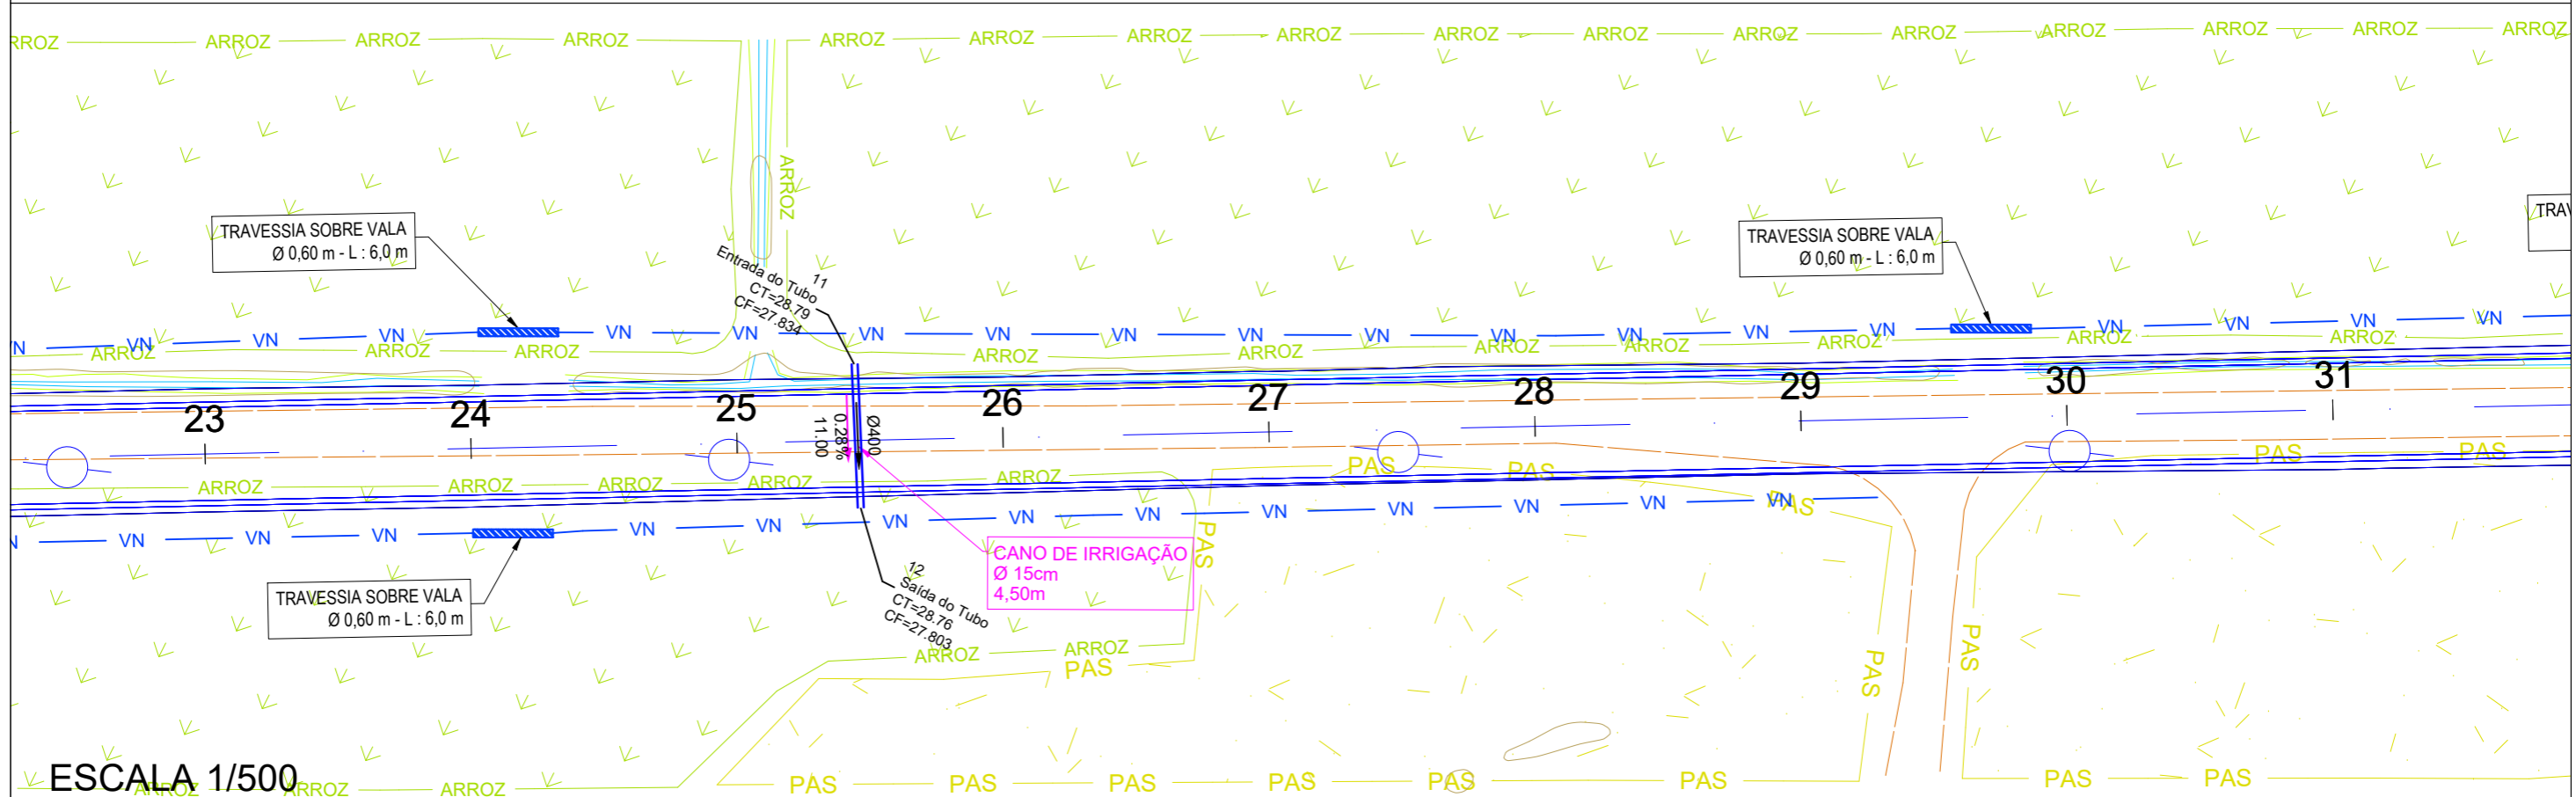 RROZ ARROZ ARROZ ARROZ ARROZ ARROZ ARROZ ARROZ ARROZ ARROZ ARROZ ARROZ ARROZ ARROZ ARROZ ARROZ
ARROZ
TRAVESSIA SOBRE VALA
Ø 0,60 m - L : 6,0 m
11
Entrada do Tubo
CT=28.79
CF=27.834
TRAVESSIA SOBRE VALA
Ø 0,60 m - L : 6,0 m
TRAV
VN VN VN VN VN VN VN VN VN VN VN VN VN VN VN VN VN VN VN
ARROZ ARROZ ARROZ ARROZ ARROZ ARROZ ARROZ ARROZ ARROZ ARROZ
23 24 25 26 27 28 29 30 31
Ø400
0.28%
11.00
ARROZ ARROZ ARROZ ARROZ ARROZ PAS PAS PAS PAS
PAS
N VN VN VN VN VN VN VN VN VN VN VN VN VN VN
PAS
CANO DE IRRIGAÇÃO
Ø 15cm
4,50m
12
Saída do Tubo
CT=28.76
CF=27.803
TRAVESSIA SOBRE VALA
Ø 0,60 m - L : 6,0 m
ARROZ ARROZ
PAS
PAS
PAS
ESCALA 1/500
ARROZ ARROZ ARROZ PAS PAS PAS PAS PAS PAS PAS PAS